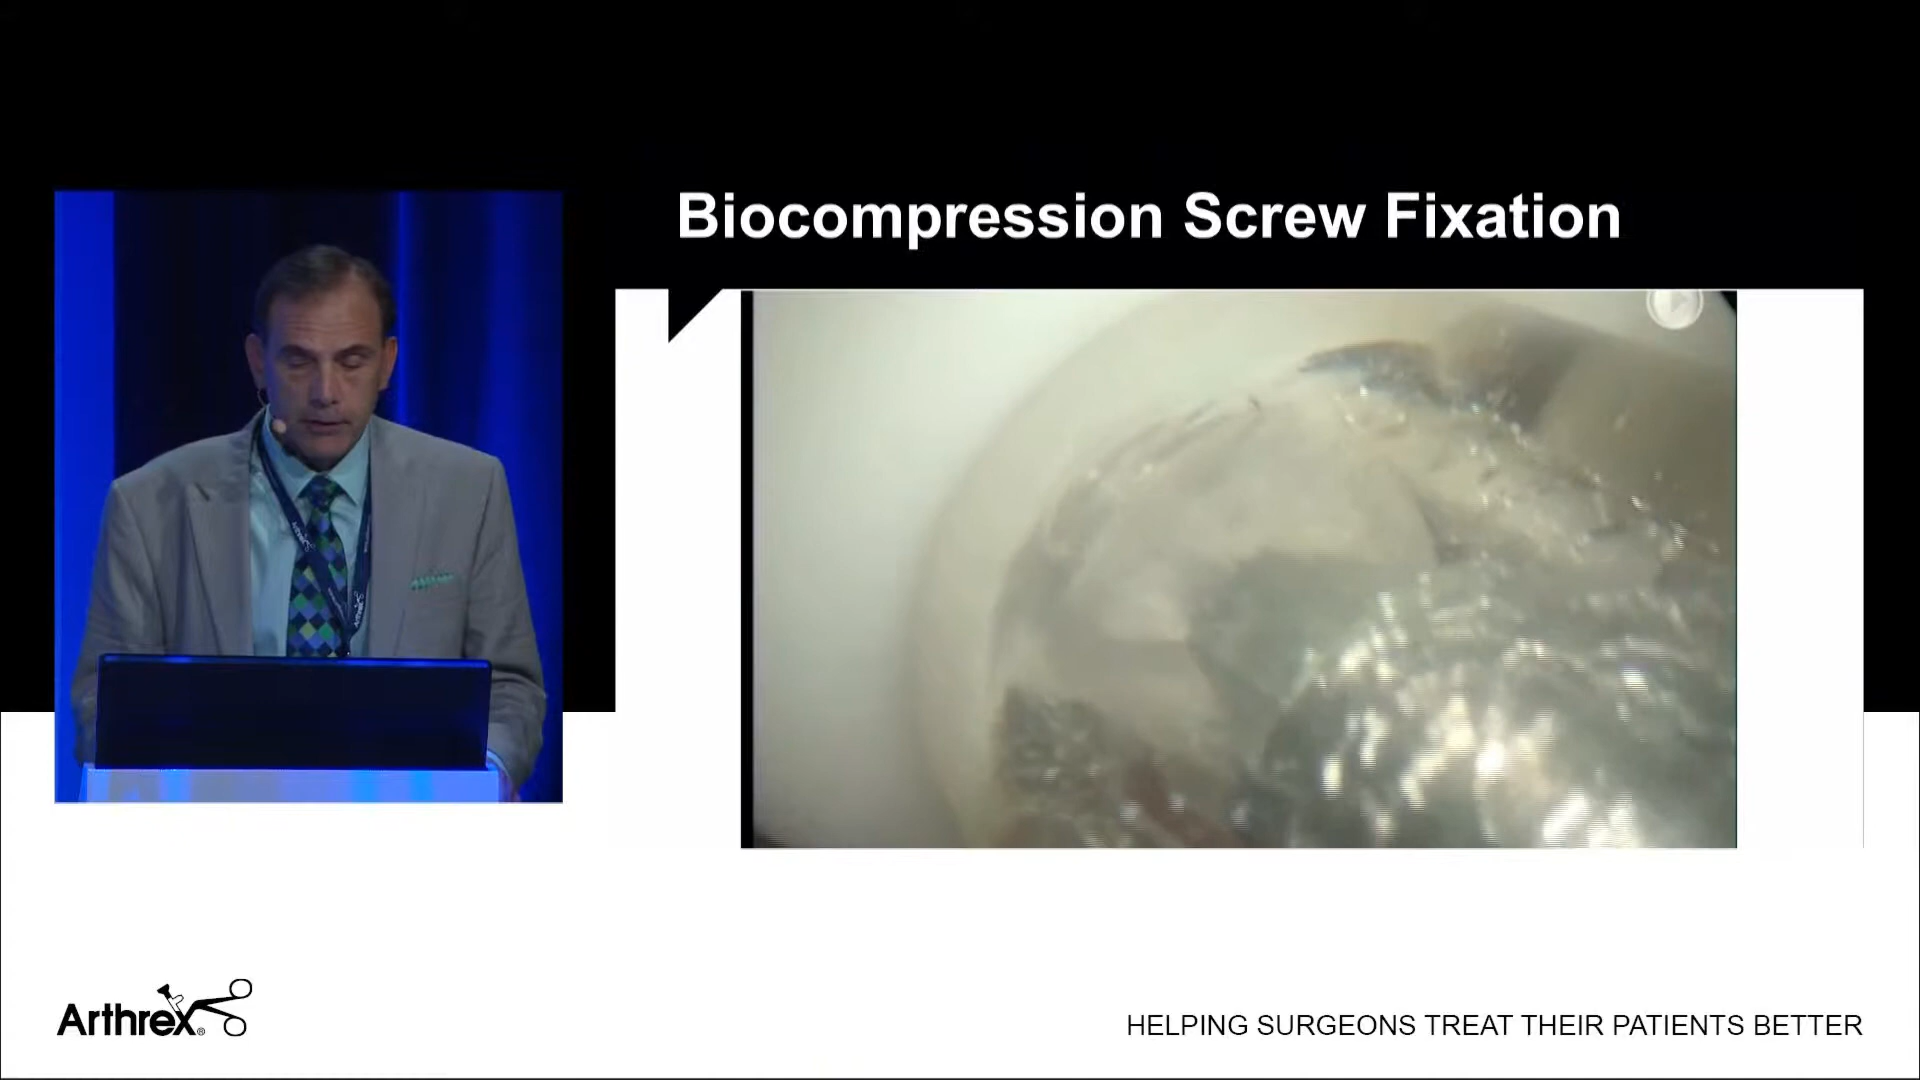 Biocompression Screw Fixation
Arthrex®
HELPING SURGEONS TREAT THEIR PATIENTS BETTER